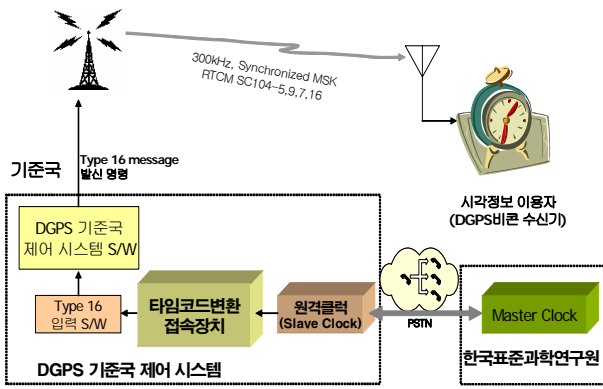 300kHz, Synchronized MSK
RTCM SC104-5,9,7,16
기준국
Type 16 message
발신 명령
시각정보 이용자
(DGPS비콘 수신기)
DGPS 기준국
제어 시스템 S/W
Type 16
입력 S/W
타임코드변환
접속장치
원격클럭
(Slave Clock)
PSTN
Master Clock
한국표준과학연구원
DGPS 기준국 제어 시스템